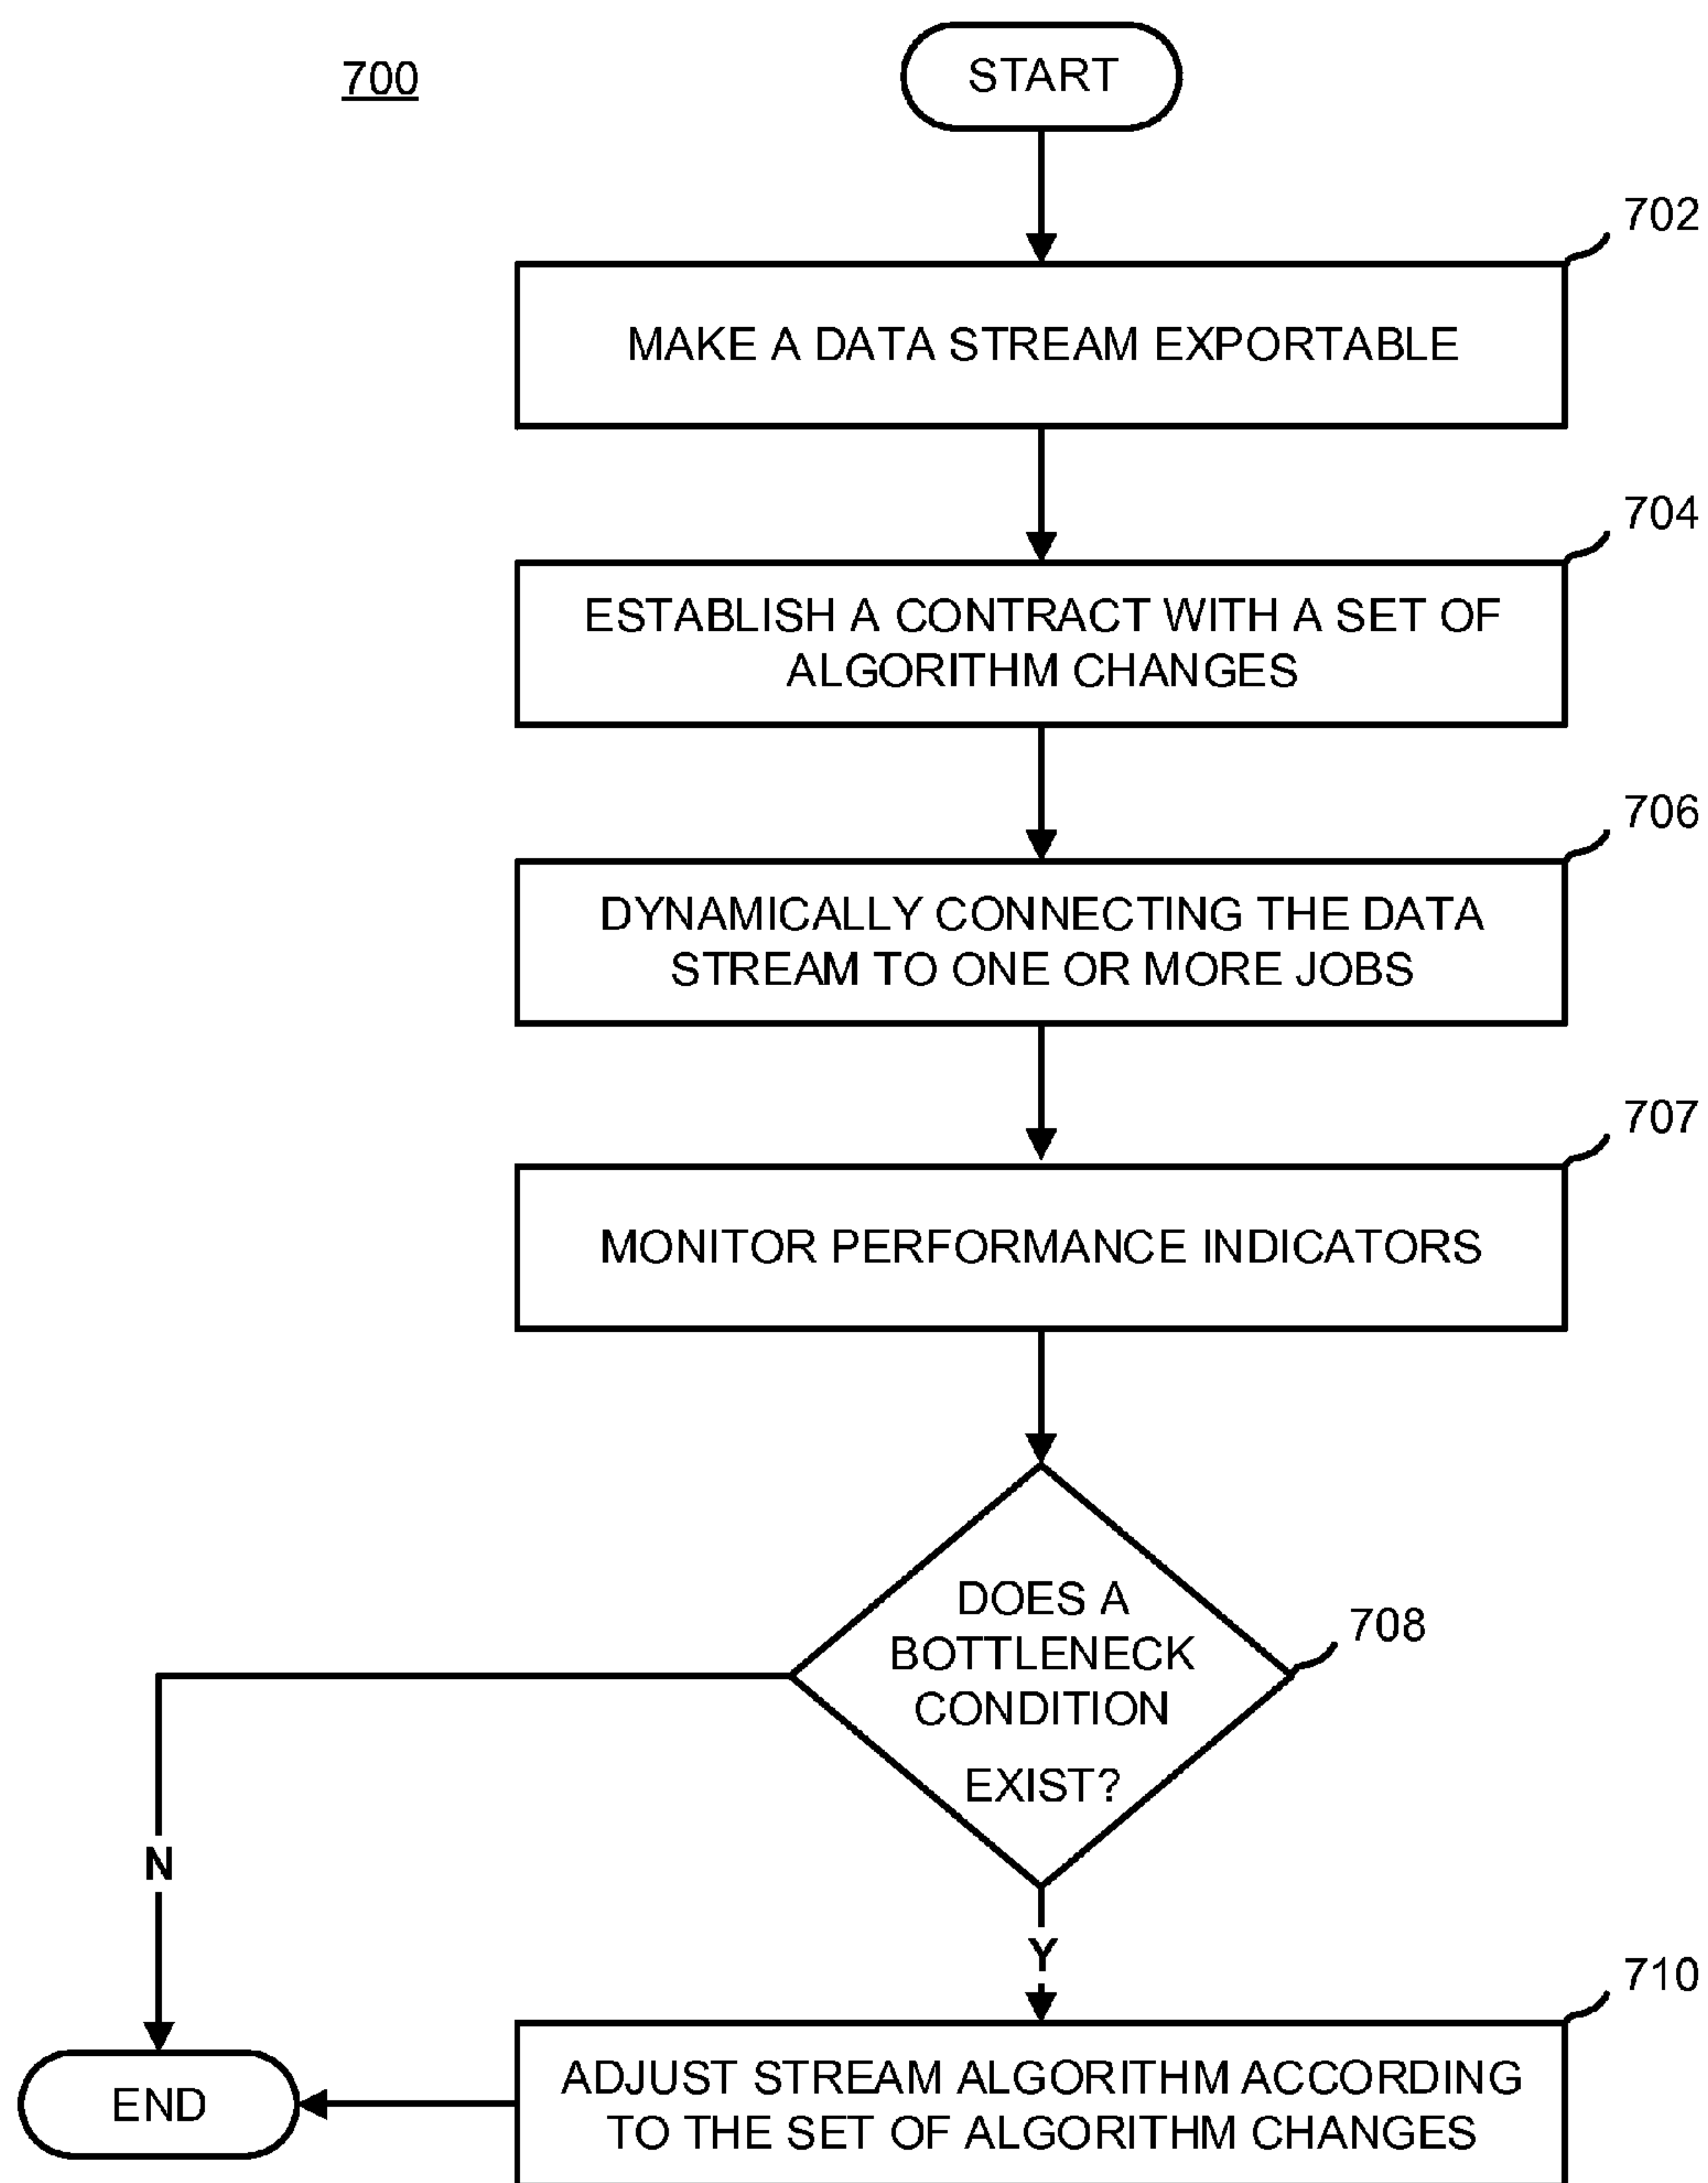 700
START
702
MAKE A DATA STREAM EXPORTABLE
704
ESTABLISH A CONTRACT WITH A SET OF
ALGORITHM CHANGES
706
DYNAMICALLY CONNECTING THE DATA
STREAM TO ONE OR MORE JOBS
707
MONITOR PERFORMANCE INDICATORS
DOES A
BOTTLENECK
CONDITION
EXIST?
708
N
Y
710
ADJUST STREAM ALGORITHM ACCORDING
TO THE SET OF ALGORITHM CHANGES
END